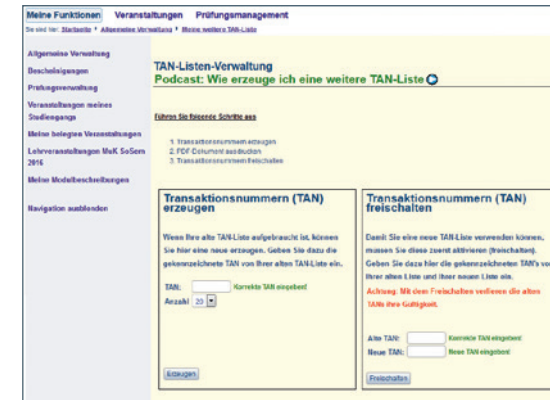 Meine Funktionen Veranstaltungen Prüfungsmanagement
Sie sind hier: Startseite Allgemeine Verwaltung Meine weitere TAN-Liste
Allgemeine Verwaltung
Bescheinigungen
Prüfungsverwaltung
Veranstaltungen meines
Studiengangs
Meine belegten Veranstaltungen
Lehrveranstaltungen MuK SoSem
2016
Meine Modulbeschreibungen
Navigation ausblenden
TAN-Listen-Verwaltung
Podcast: Wie erzeuge ich eine weitere TAN-Liste
Führen Sie folgende Schritte aus
1. Transaktionsnummern erzeugen
2. PDF-Dokument ausdrucken
3. Transaktionsnummern freischalten
Transaktionsnummern (TAN)
erzeugen
Wenn Ihre alte TAN-Liste aufgebraucht ist, können
Sie hier eine neue erzeugen. Geben Sie dazu die
gekennzeichnete TAN von Ihrer alten TAN-Liste ein.
TAN: Korrekte TAN eingeben!
Anzahl 20
Erzeugen
Transaktionsnummern (TAN)
freischalten
Damit Sie eine neue TAN-Liste verwenden können,
müssen Sie diese zuerst aktivieren (freischalten).
Geben Sie dazu hier die gekennzeichneten TAN's vo
Ihrer alten Liste und Ihrer neuen Liste ein.
Achtung: Mit dem Freischalten verlieren die alten
TANs ihre Gültigkeit.
Alte TAN: Korrekte TAN eingeben!
Neue TAN: Neue TAN eingeben!
Freischalten